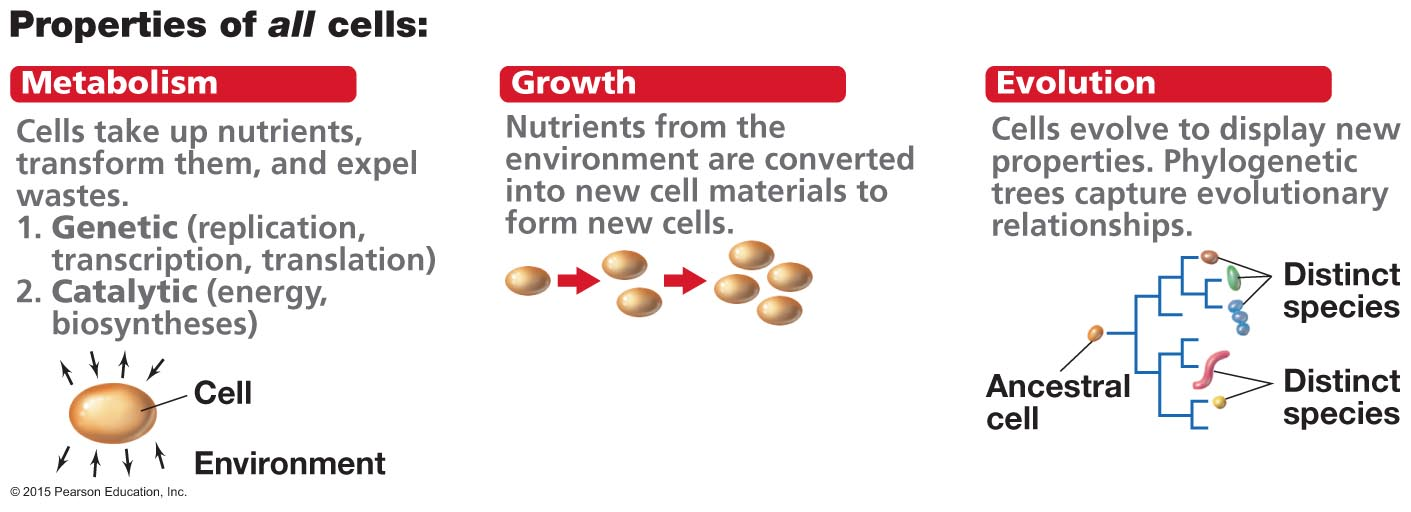 Properties of all cells:
Metabolism
Cells take up nutrients,
transform them, and expel
wastes.
1. Genetic (replication,
transcription, translation)
2. Catalytic (energy,
biosyntheses)
Cell
Environment
Growth
Nutrients from the
environment are converted
into new cell materials to
form new cells.
Evolution
Cells evolve to display new
properties. Phylogenetic
trees capture evolutionary
relationships.
Distinct
species
Ancestral
cell
Distinct
species
© 2015 Pearson Education, Inc.